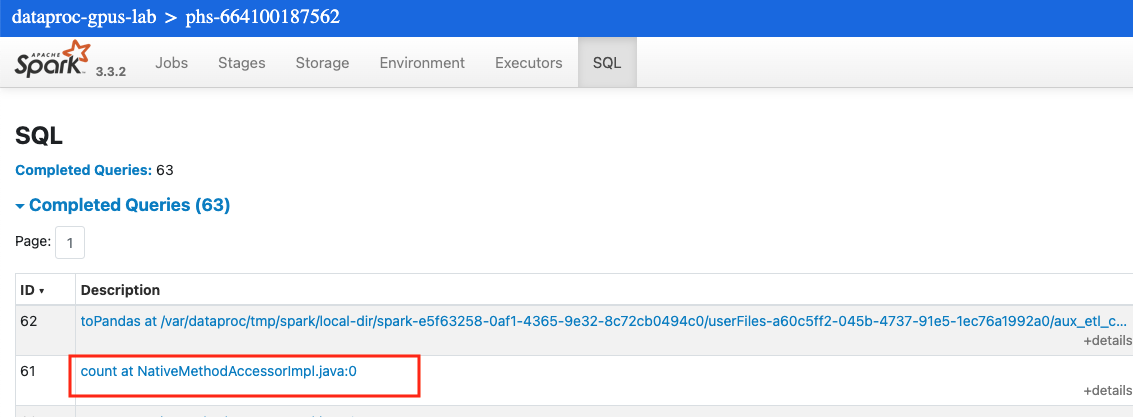 dataproc-gpus-lab > phs-664100187562
APACHE Spark 3.3.2 Jobs Stages Storage Environment Executors SQL
SQL
Completed Queries: 63
Completed Queries (63)
Page: 1
ID Description
62 toPandas at /var/dataproc/tmp/spark/local-dir/spark-e5f63258-0af1-4365-9e32-8c72cb0494c0/userFiles-a60c5ff2-045b-4737-91e5-1ec76a1992a0/aux_etl_c...
+details
61 count at NativeMethodAccessorImpl.java:0
+details